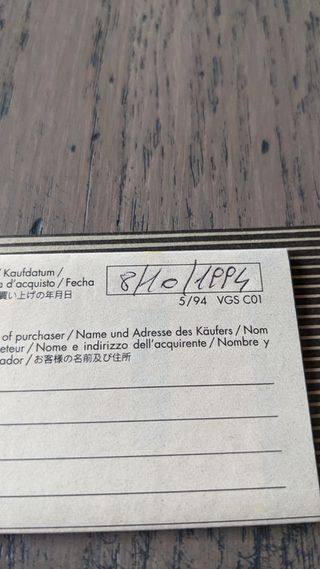 / Kaufdatum /
a d'acquisto / Fecha
買い上げの年月日
8/10/1994
5/94 VGS C01
of purchaser / Name und Adresse des Käufers / Nom
eteur / Nome e indirizzo dell'acquirente / Nombre y
ador / お客様の名前及び住所